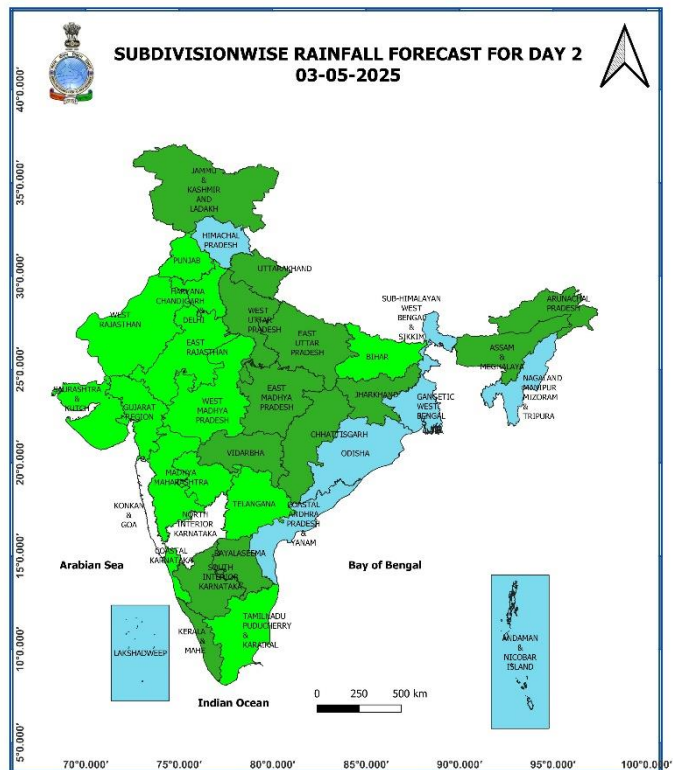 SUBDIVISIONWISE RAINFALL FORECAST FOR DAY 2
03-05-2025
40°0.000'
35°0.000'
30°0.000'
25°0.000'
20°0.000'
15°0.000'
10°0.000'
5°0.000'
JAMMU
&
KASHMIR
AND
LADAKH
HIMACHAL
PRADESH
PUNJAB
UTTARAKHAND
HARYANA
CHANDIGARH
DELHI
WEST
RAJASTHAN
EAST
RAJASTHAN
WEST
UTTAR
PRADESH
EAST
UTTAR
PRADESH
SUB-HIMALAYAN
WEST
BENGAL
&
SIKKIM
ARUNACHAL
PRADESH
ASSAM
&
MEGHALAYA
NAGALAND
MANIPUR
MIZORAM
&
TRIPURA
BIHAR
SAURASHTRA
&
KUTCH
GUJARAT
REGION
WEST
MADHYA
PRADESH
EAST
MADHYA
PRADESH
JHARKHAND
GANGETIC
WEST
BENGAL
CHHATTISGARH
ODISHA
VIDARBHA
MADHYA
MAHARASHTRA
KONKAN
&
GOA
NORTH
INTERIOR
KARNATAKA
TELANGANA
COASTAL
ANDHRA
PRADESH
&
YANAM
COASTAL
KARNATAKA
RAYALASEEMA
SOUTH
INTERIOR
KARNATAKA
Arabian Sea
Bay of Bengal
TAMILNADU
PUDUCHERRY
&
KARAIKAL
KERALA
&
MAHE
LAKSHADWEEP
ANDAMAN
&
NICOBAR
ISLAND
Indian Ocean
0 250 500 km
70°0.000' 75°0.000' 80°0.000' 85°0.000' 90°0.000' 95°0.000' 100°0.000'